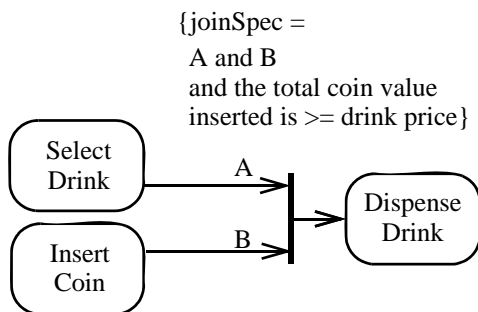 {joinSpec =
A and B
and the total coin value
inserted is >= drink price}
Select
Drink
A
Dispense
Drink
B
Insert
Coin